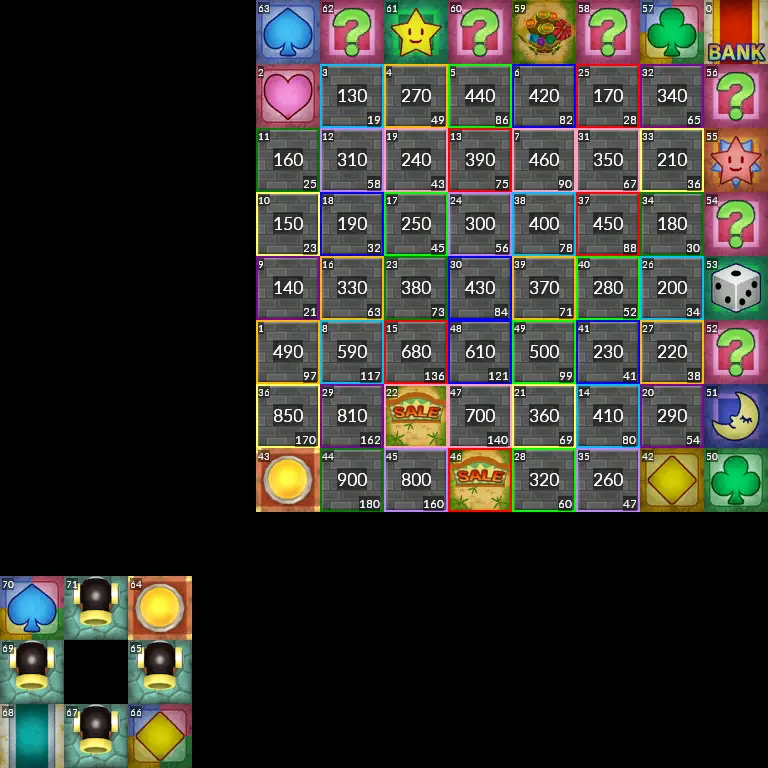 63 62 ? 61 60 ? 59 58 ? 57 0 BANK
2 3 130 19 4 270 49 5 440 86 6 420 82 25 170 28 32 340 65 56 ?
11 160 25 12 310 58 19 240 43 13 390 75 7 460 90 31 350 67 33 210 36 55
10 150 23 18 190 32 17 250 45 24 300 56 38 400 78 37 450 88 34 180 30 54 ?
9 140 21 16 330 63 23 380 73 30 430 84 39 370 71 40 280 52 26 200 34 53
1 490 97 8 590 117 15 680 136 48 610 121 49 500 99 41 230 41 27 220 38 52 ?
36 850 170 29 810 162 22 SALE 47 700 140 21 360 69 14 410 80 20 290 54 51
43 44 900 180 45 800 160 46 SALE 28 320 60 35 260 47 42 50
70 71 64
69 65
68 67 66